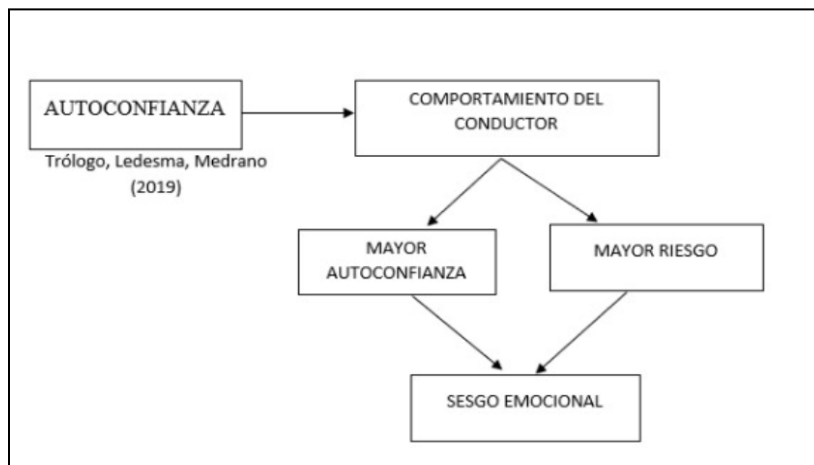 AUTOCONFIANZA
Trólogo, Ledesma, Medrano
(2019)
COMPORTAMIENTO DEL
CONDUCTOR
MAYOR
AUTOCONFIANZA
MAYOR RIESGO
SESGO EMOCIONAL